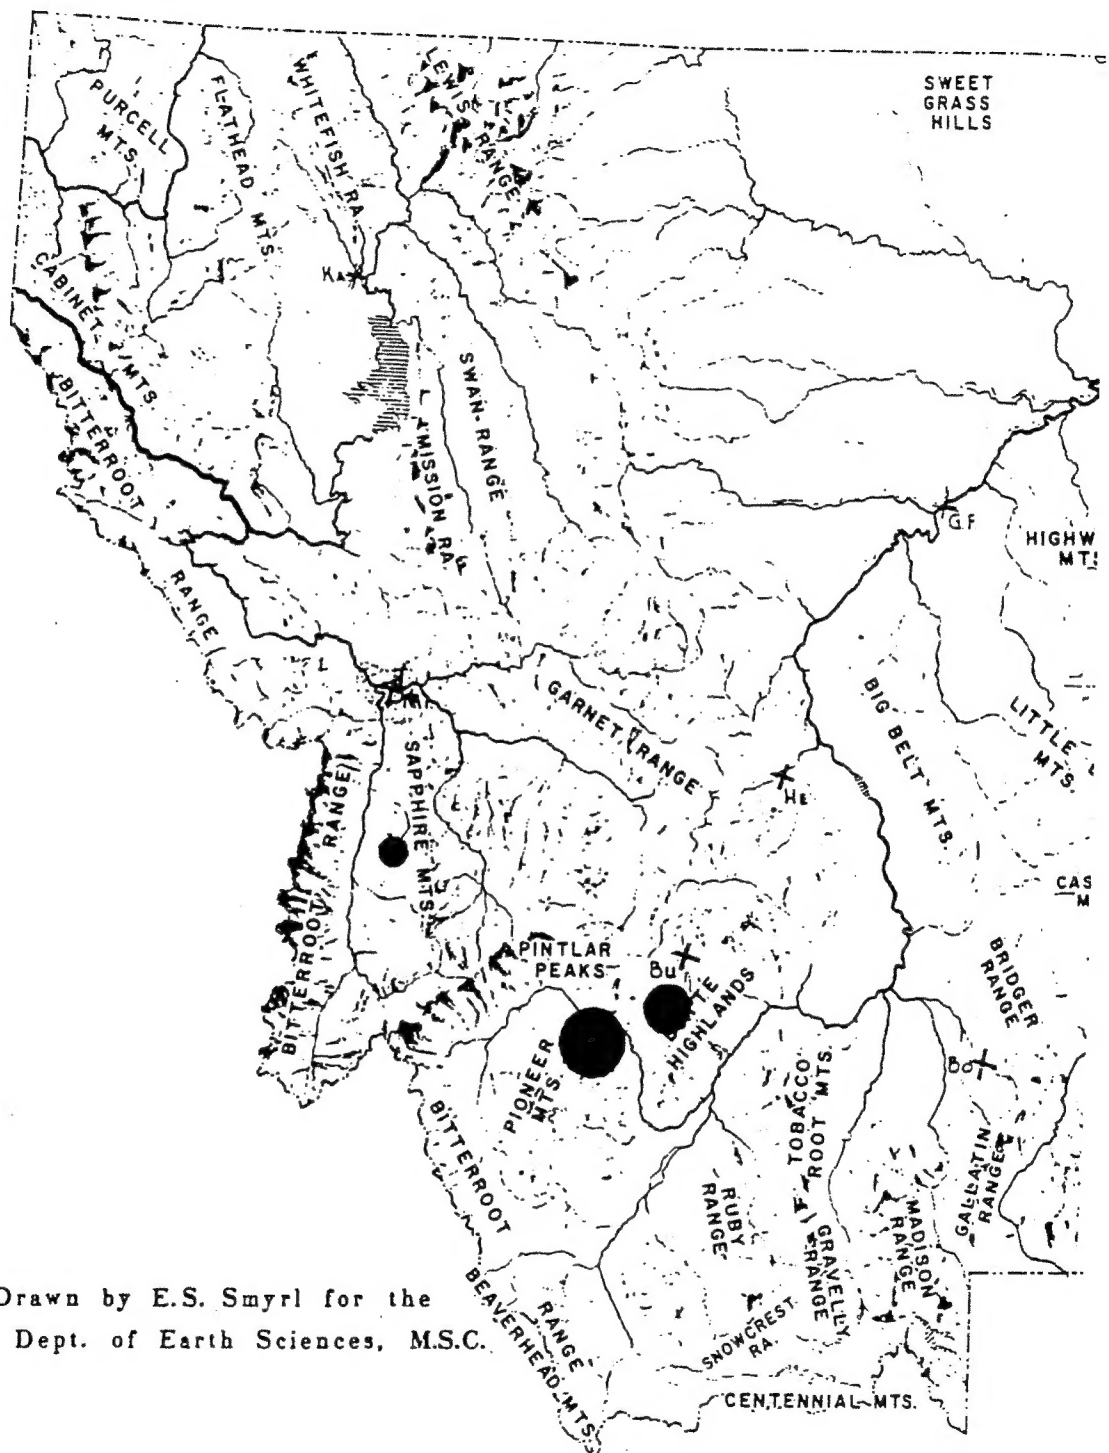 SWEET
GRASS
HILLS
PURCELL
MTS.
FLATHEAD
MTS.
WHITEFISH RA.
LEWIS RANGE
Ka
CABINET MTS.
BITTERROOT
RANGE
MISSION RA.
SWAN RANGE
G.F
HIGHW
MT
BIG BELT MTS.
LITTLE
MTS.
GARNET RANGE
He
SAPPHIRE MTS.
BITTERROOT RANGE
CAS
M
PINTLAR
PEAKS
Bu
HIGHLANDS
BRIDGER
RANGE
Bo
PIONEER
MTS.
TOBACCO
ROOT MTS.
BITTERROOT
RANGE
RUBY
RANGE
GRAVELLY
RANGE
MADISON
RANGE
GALLATIN
RANGE
BEAVERHEAD MTS.
SNOWCREST
RA.
CENTENNIAL MTS.
Drawn by E.S. Smyrl for the
Dept. of Earth Sciences, M.S.C.